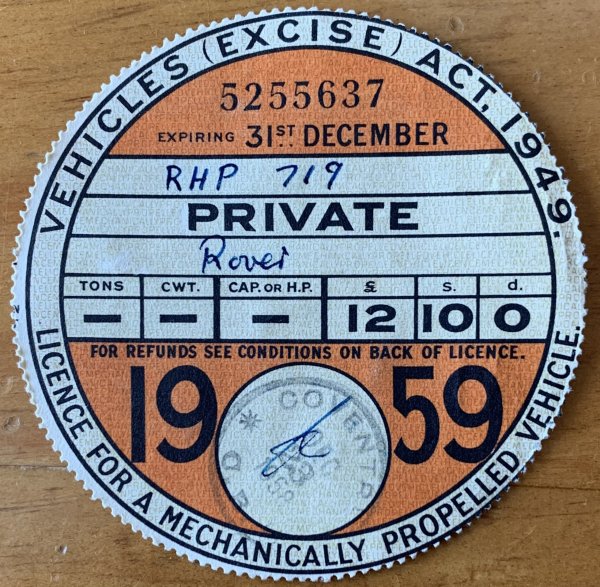 VEHICLES (EXCISE) ACT, 1949.
5255637
EXPIRING 31ST DECEMBER
RHP 719
PRIVATE
Rover
TONS CWT. CAP. OR H.P. £ s. d.
— — — 12 10 0
FOR REFUNDS SEE CONDITIONS ON BACK OF LICENCE.
19 59
COVENTR
LICENCE FOR A MECHANICALLY PROPELLED VEHICLE.